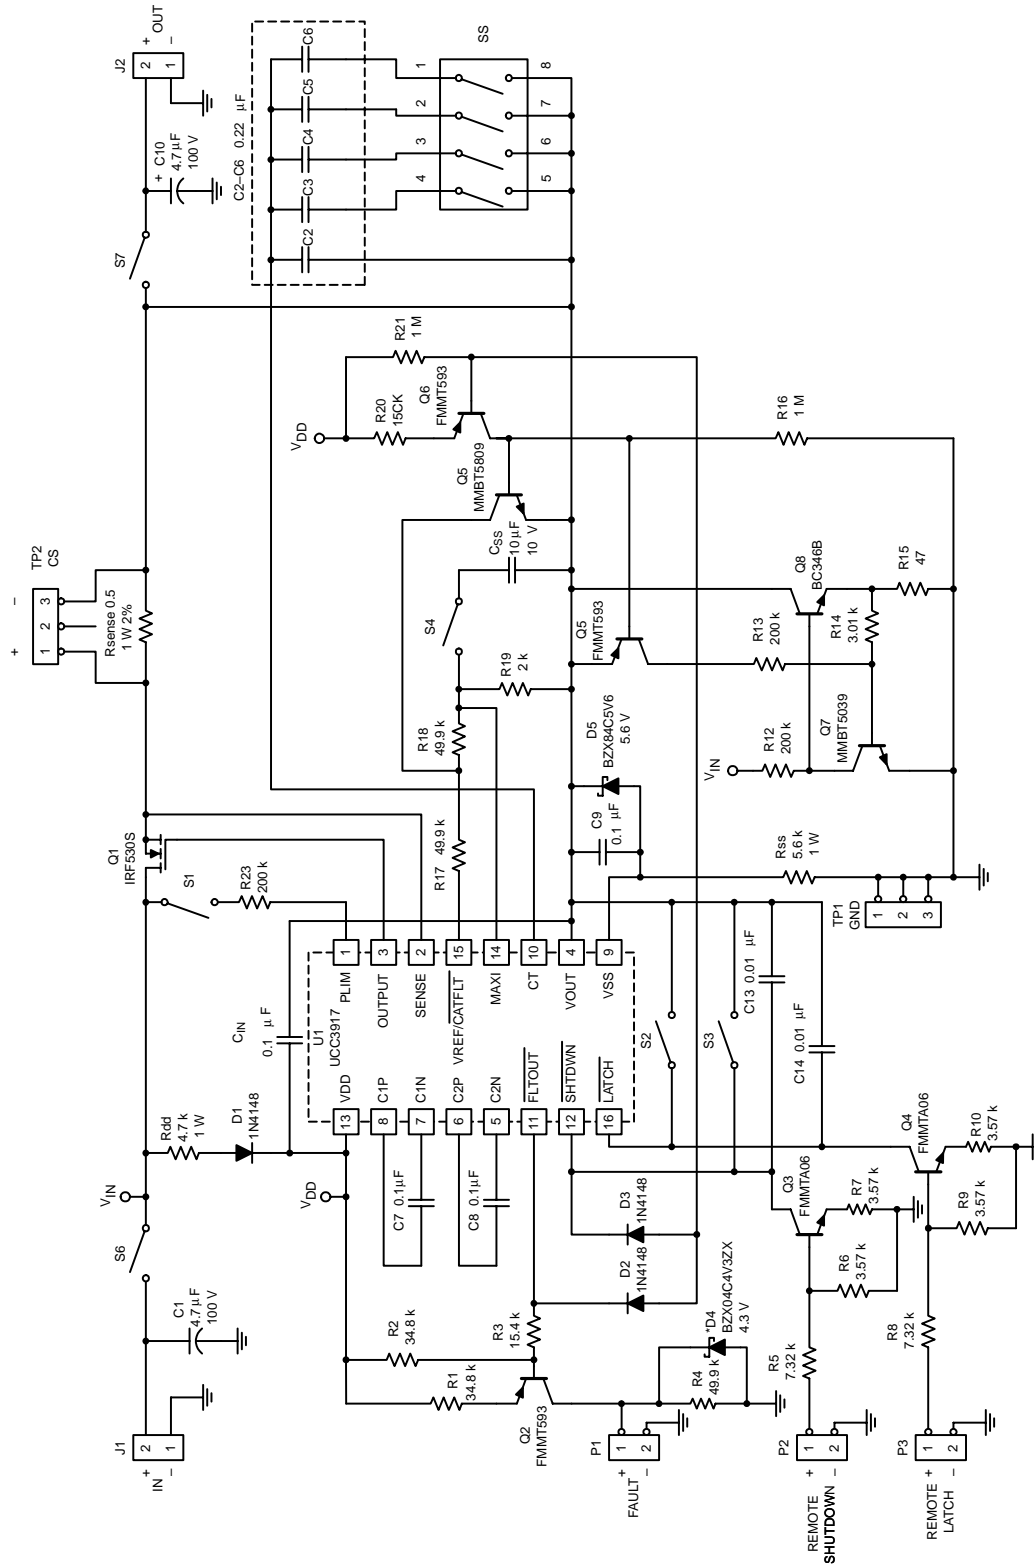 J1
IN
+
−
2
1
C1
4.7 µF
100 V
S6
VIN
Rdd
4.7 k
1 W
D1
1N4148
CIN
0.1 µ F
S1
R23
200 k
Q1
IRF530S
Rsense 0.5
1 W 2%
TP2
CS
+
−
1
2
3
S7
+ C10
4.7 µF
100 V
J2
+ OUT
−
2
1
R1
34.8 k
R2
34.8 k
R3
15.4 k
Q2
FMMT593
VDD
C7 0.1µF
C8 0.1µF
U1
UCC3917
VDD
13
C1P
8
C1N
7
C2P
6
C2N
5
FLTOUT
11
SHTDWN
12
LATCH
16
PLIM
1
OUTPUT
3
SENSE
2
VREF/CATFLT
15
MAXI
14
CT
10
VOUT
4
VSS
9
R17 49.9 k
R18
49.9 k
R19
2 k
S4
CSS
10 µF
10 V
Q5
MMBT5809
VDD
R20
15CK
R21
1 M
Q6
FMMT593
C2–C6 0.22 µF
C2
C3
C4
C5
C6
SS
4
3
2
1
5
6
7
8
P1
FAULT
+
−
1
2
R4
49.9 k
*D4
BZX04C4V3ZX
4.3 V
D2
1N4148
D3
1N4148
S2
S3
C13 0.01 µF
C14 0.01 µF
C9
0.1 µF
D5
BZX84C5V6
5.6 V
Rss
5.6 k
1 W
TP1
GND
1
2
3
VIN
R12
200 k
Q7
MMBT5039
Q5
FMMT593
R13
200 k
R14
3.01 k
Q8
BC346B
R15
47
R16
1 M
P2
REMOTE
SHUTDOWN
+
−
1
2
R5
7.32 k
R6
3.57 k
Q3
FMMTA06
R7
3.57 k
P3
REMOTE
LATCH
+
−
1
2
R8
7.32 k
R9
3.57 k
Q4
FMMTA06
R10
3.57 k